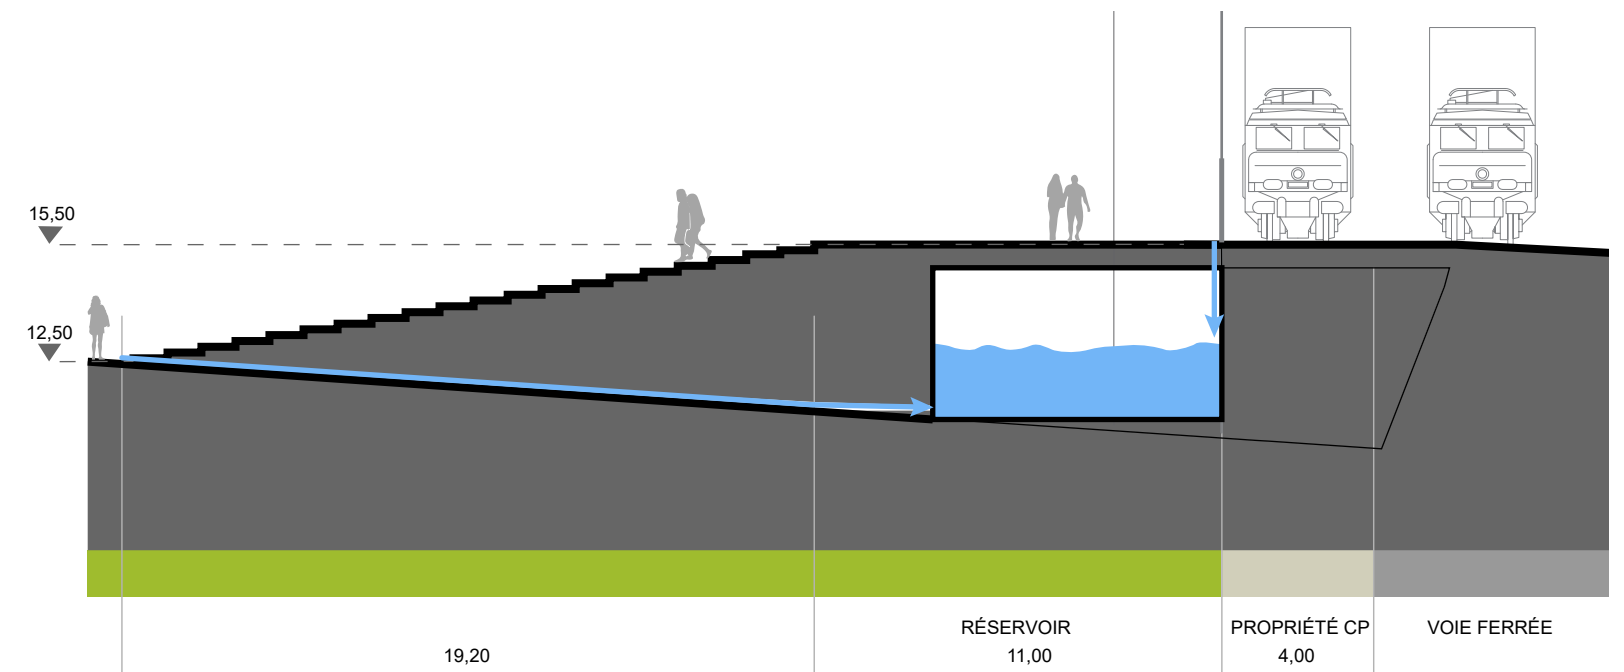 15,50
12,50
RÉSERVOIR
PROPRIÉTÉ CP
VOIE FERRÉE
19,20
11,00
4,00